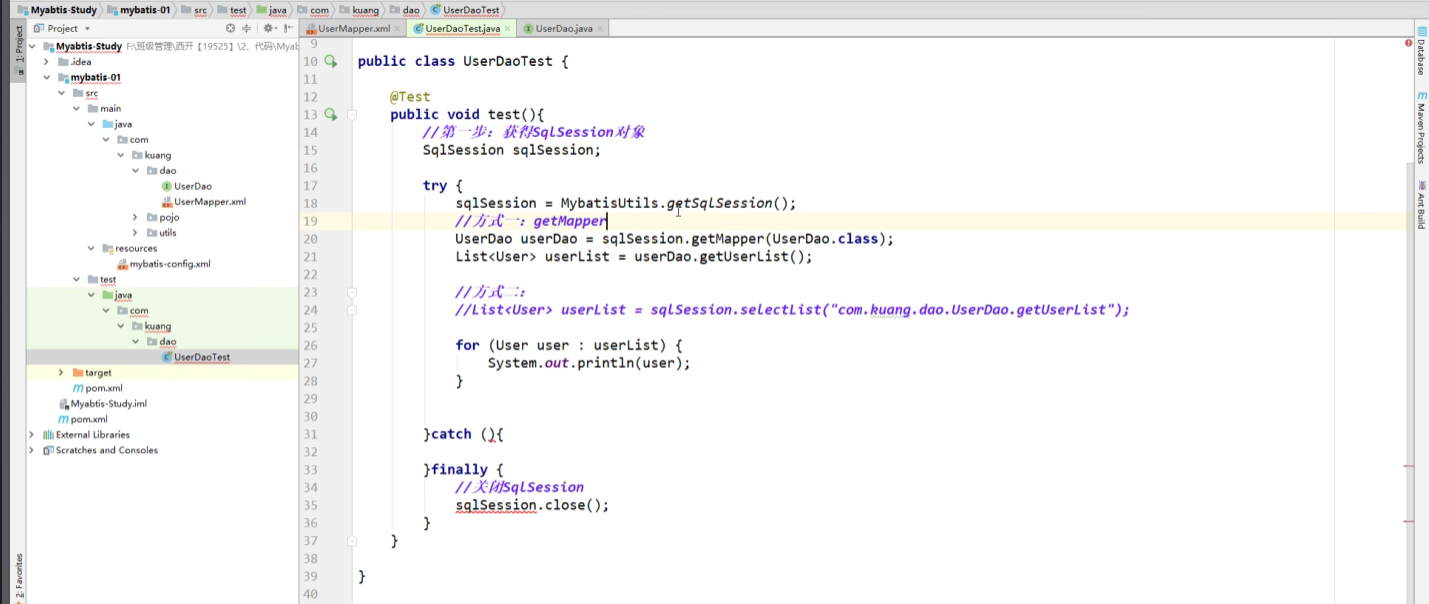 Myabtis-Study mybatis-01 src test java com kuang dao UserDaoTest
Project
UserMapper.xml UserDaoTest.java UserDao.java
1: Project
2: Favorites
Myabtis-Study F:\班级管理\西开【19525】\2、代码\Myab
.idea
mybatis-01
src
main
java
com
kuang
dao
UserDao
UserMapper.xml
pojo
utils
resources
mybatis-config.xml
test
java
com
kuang
dao
UserDaoTest
target
pom.xml
Myabtis-Study.iml
pom.xml
External Libraries
Scratches and Consoles
9
10 public class UserDaoTest {
11
12 @Test
13 public void test(){
14 //第一步：获得SqlSession对象
15 SqlSession sqlSession;
16
17 try {
18 sqlSession = MybatisUtils.getSqlSession();
19 //方式一：getMapper
20 UserDao userDao = sqlSession.getMapper(UserDao.class);
21 List<User> userList = userDao.getUserList();
22
23 //方式二：
24 //List<User> userList = sqlSession.selectList("com.kuang.dao.UserDao.getUserList");
25
26 for (User user : userList) {
27 System.out.println(user);
28 }
29
30
31 }catch (){
32
33 }finally {
34 //关闭SqlSession
35 sqlSession.close();
36 }
37 }
38
39 }
40
Database
Maven Projects
Ant Build